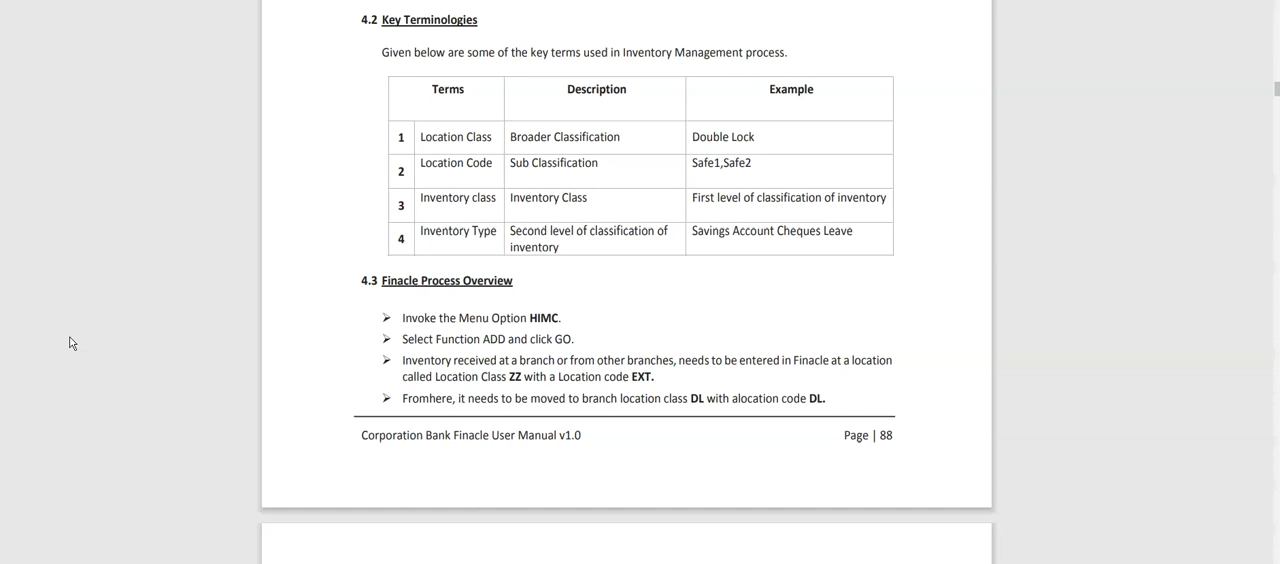 4.2 Key Terminologies
Given below are some of the key terms used in Inventory Management process.
Terms Description Example
1 Location Class Broader Classification Double Lock
2 Location Code Sub Classification Safe1,Safe2
3 Inventory class Inventory Class First level of classification of inventory
4 Inventory Type Second level of classification of inventory Savings Account Cheques Leave
4.3 Finacle Process Overview
➢ Invoke the Menu Option HIMC.
➢ Select Function ADD and click GO.
➢ Inventory received at a branch or from other branches, needs to be entered in Finacle at a location
called Location Class ZZ with a Location code EXT.
➢ Fromhere, it needs to be moved to branch location class DL with alocation code DL.
Corporation Bank Finacle User Manual v1.0 Page | 88